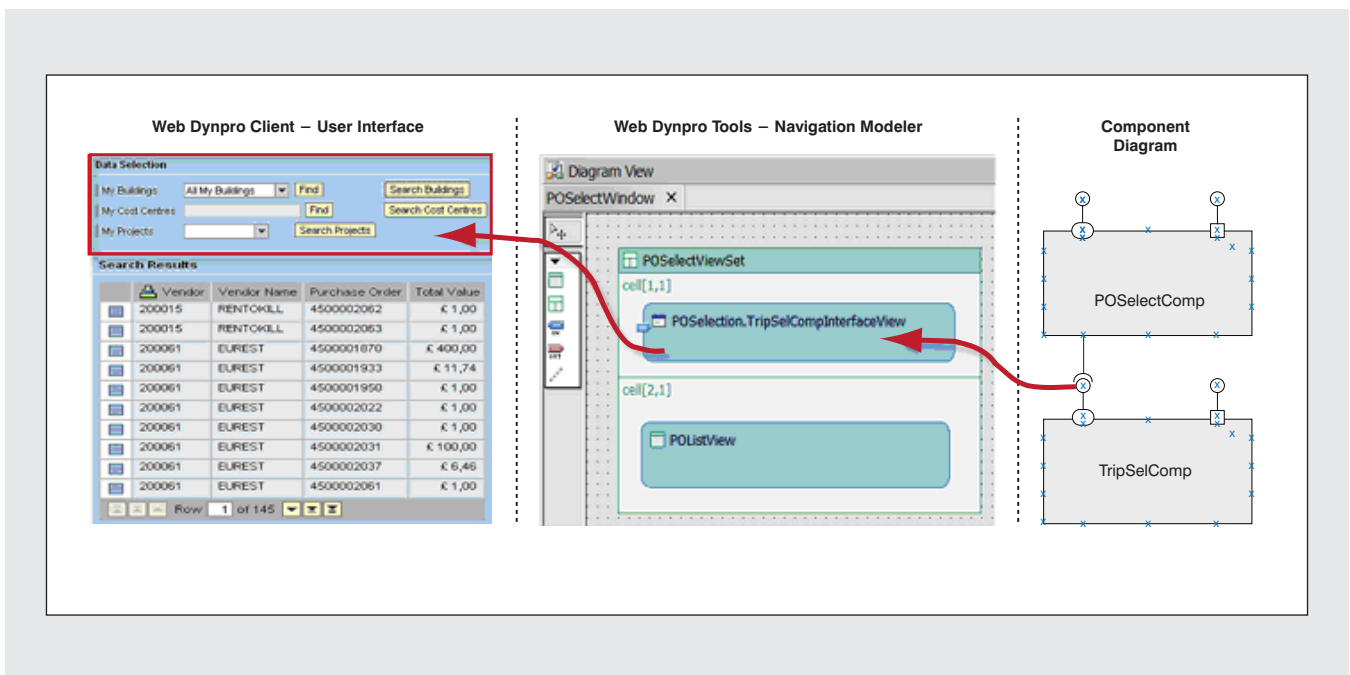 Web Dynpro Client – User Interface
Web Dynpro Tools – Navigation Modeler
Component
Diagram
Data Selection
My Buildings All My Buildings Find Search Buildings
My Cost Centres Find Search Cost Centres
My Projects Search Projects
Search Results
Vendor Vendor Name Purchase Order Total Value
200015 RENTOKILL 4500002062 £ 1,00
200015 RENTOKILL 4500002063 £ 1,00
200061 EUREST 4500001870 £ 400,00
200061 EUREST 4500001933 £ 11,74
200061 EUREST 4500001950 £ 1,00
200061 EUREST 4500002022 £ 1,00
200061 EUREST 4500002030 £ 1,00
200061 EUREST 4500002031 £ 100,00
200061 EUREST 4500002037 £ 6,46
200061 EUREST 4500002061 £ 1,00
Row 1 of 145
Diagram View
POSelectWindow
POSelectViewSet
cell[1,1]
POSelection.TripSelCompInterfaceView
cell[2,1]
POListView
POSelectComp
TripSelComp